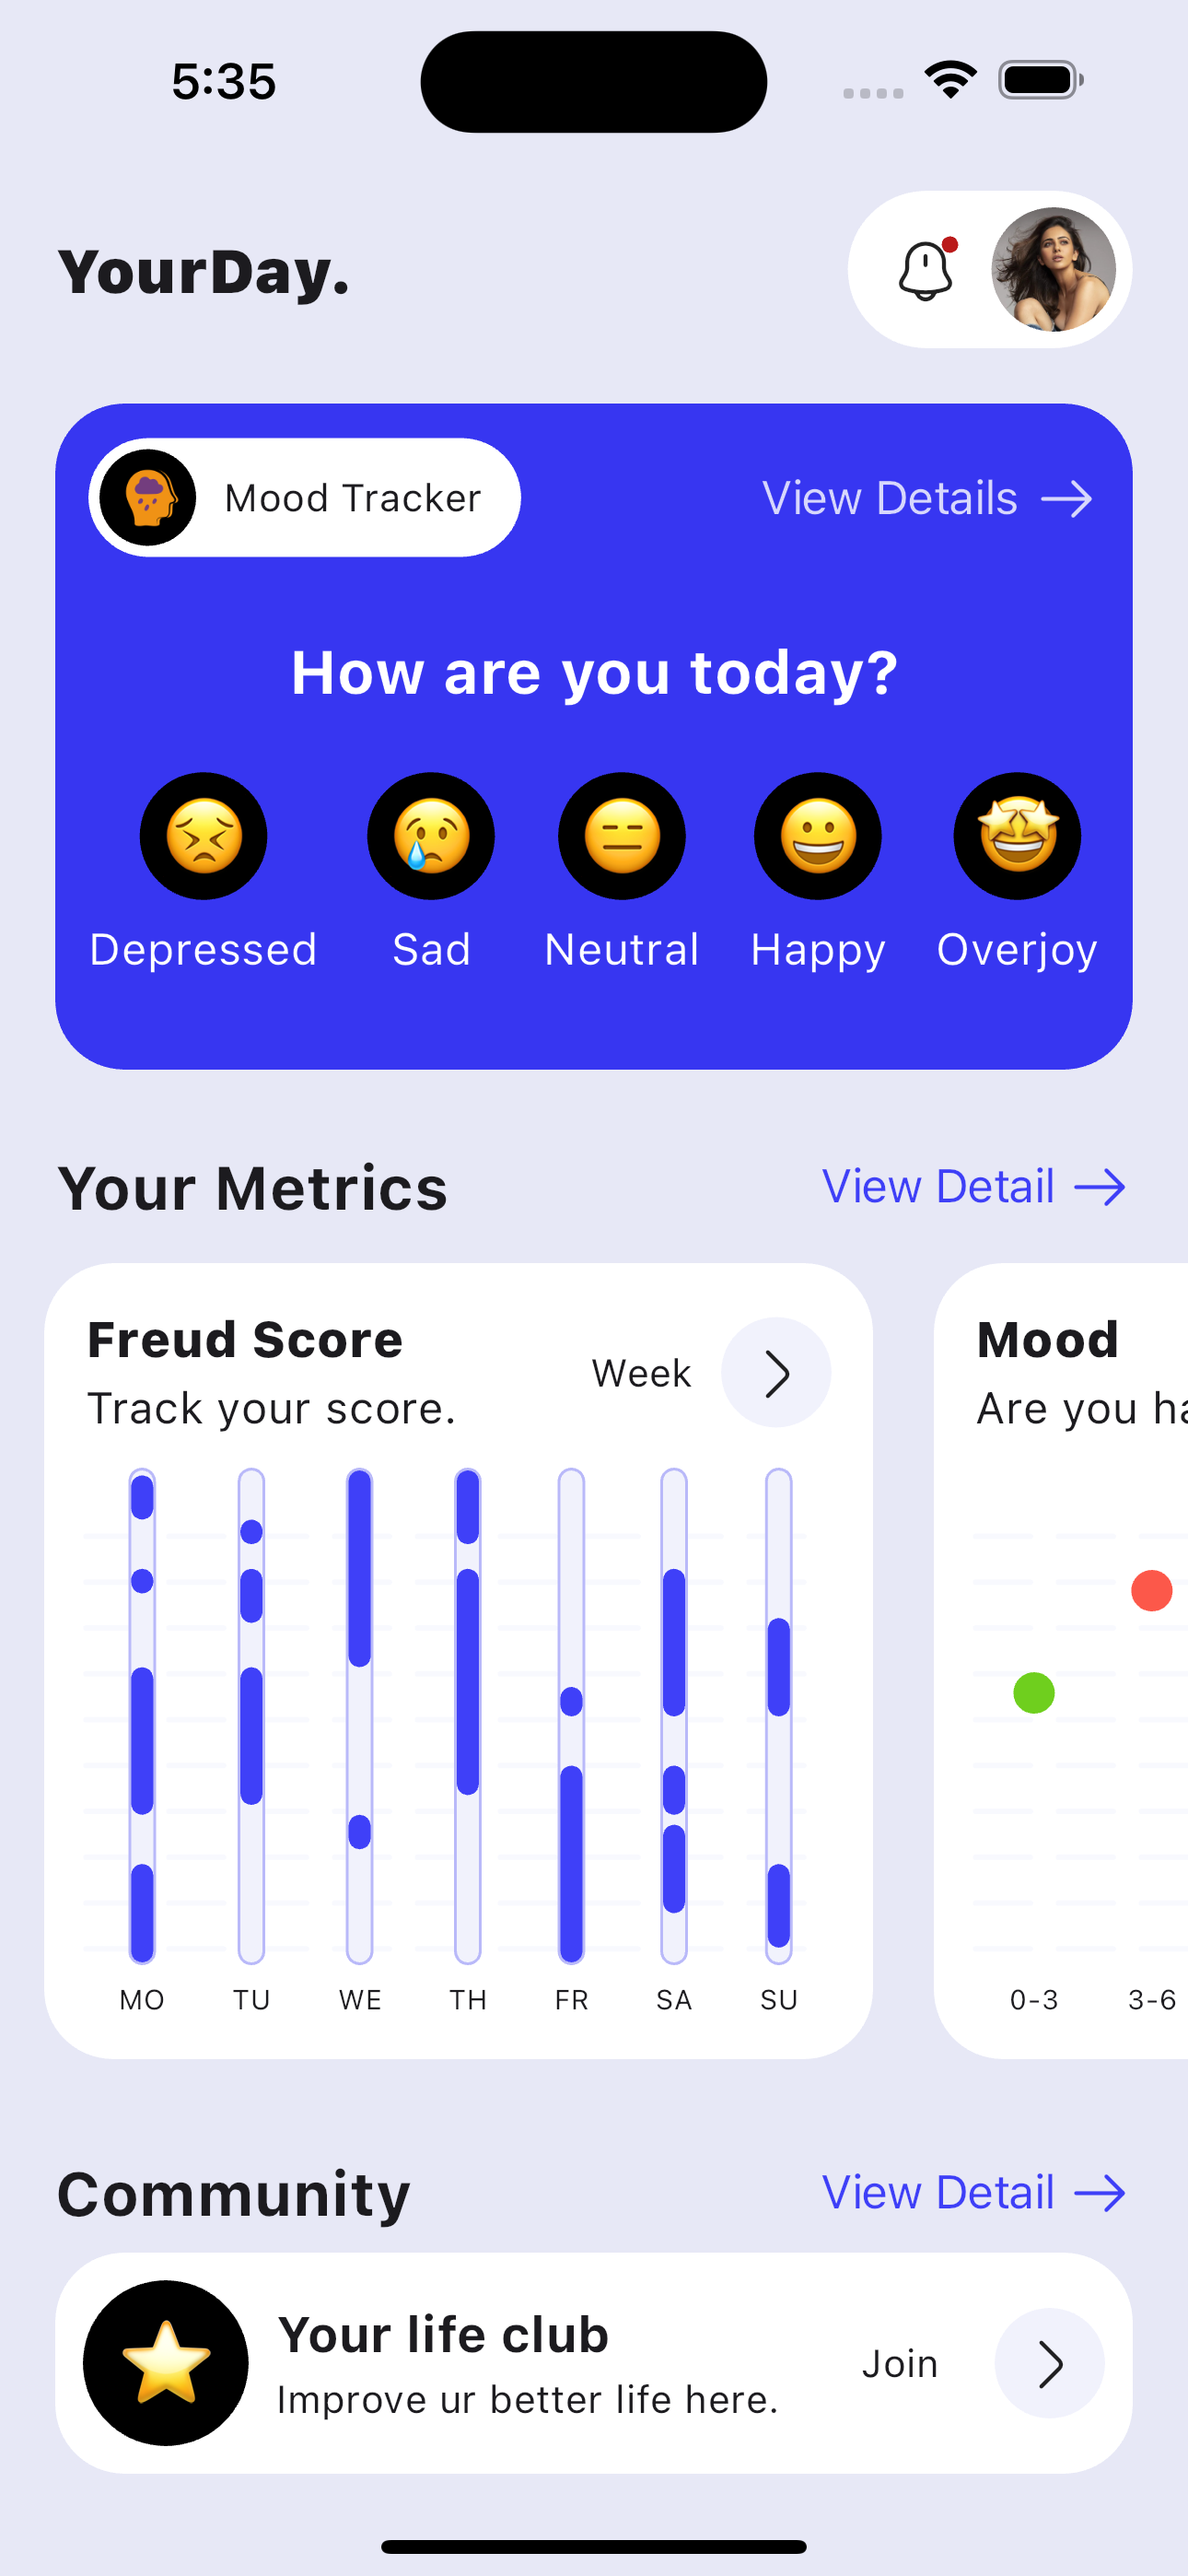 5:35
YourDay.
Mood Tracker
View Details
How are you today?
Depressed Sad Neutral Happy Overjoy
Your Metrics
View Detail
Freud Score
Track your score.
Week
MO TU WE TH FR SA SU
Mood
Are you ha
0-3 3-6
Community
View Detail
Your life club
Improve ur better life here.
Join